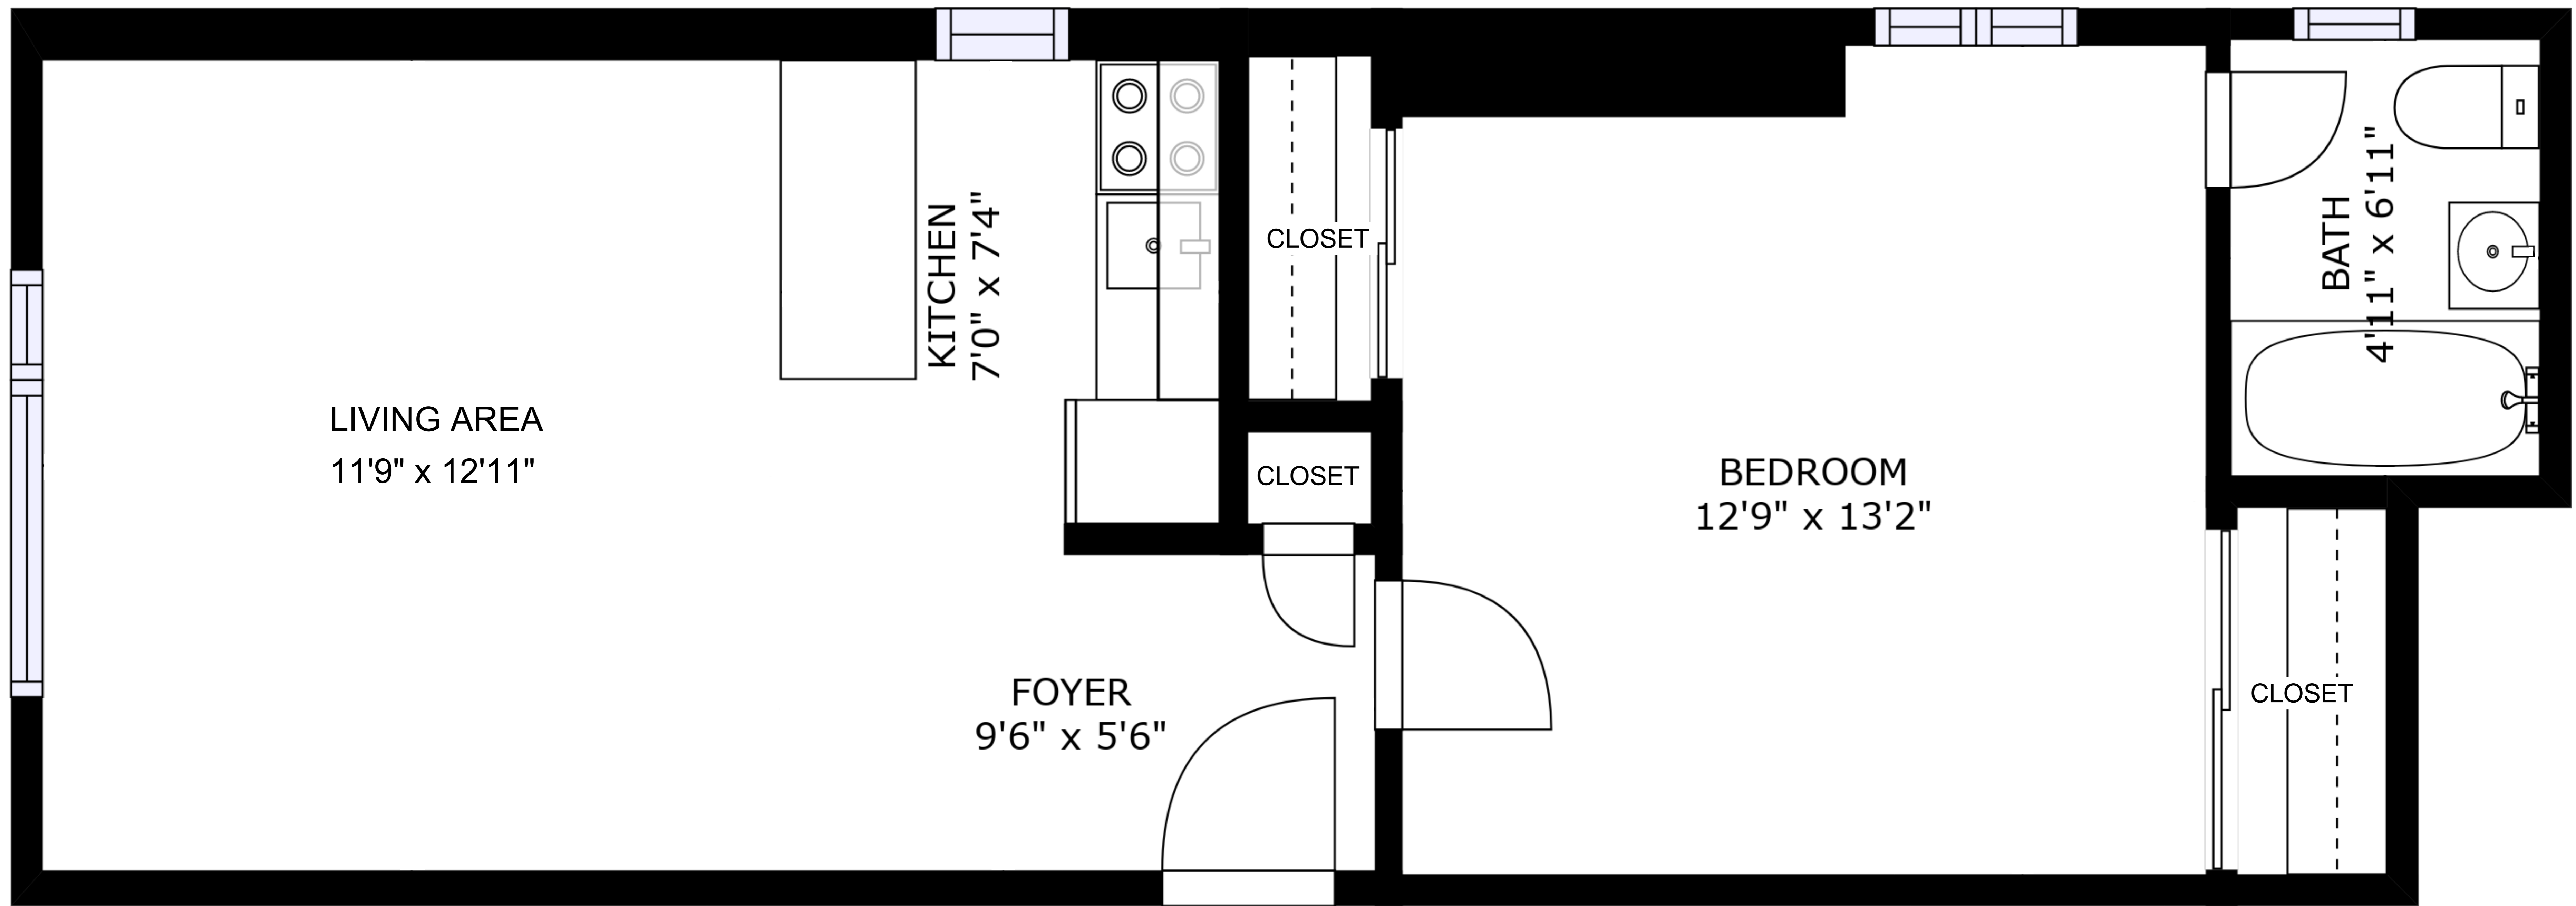 LIVING AREA
11'9" x 12'11"
KITCHEN
7'0" x 7'4"
CLOSET
CLOSET
FOYER
9'6" x 5'6"
BEDROOM
12'9" x 13'2"
BATH
4'11" x 6'11"
CLOSET